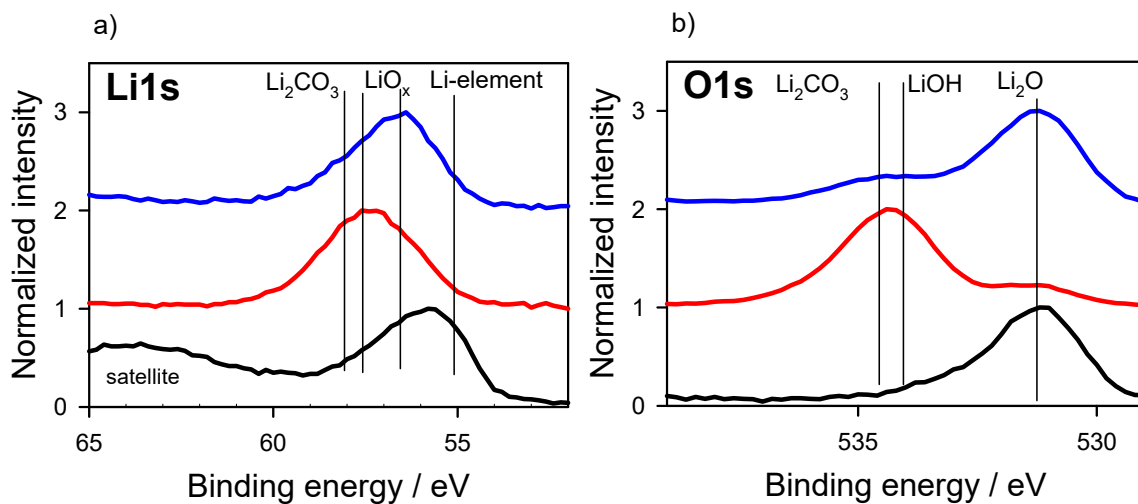 a)
Li1s
Li₂CO₃
LiOₓ
Li-element
3
2
1
0
satellite
Normalized intensity
65
60
55
Binding energy / eV
b)
O1s
Li₂CO₃
LiOH
Li₂O
3
2
1
0
Normalized intensity
535
530
Binding energy / eV